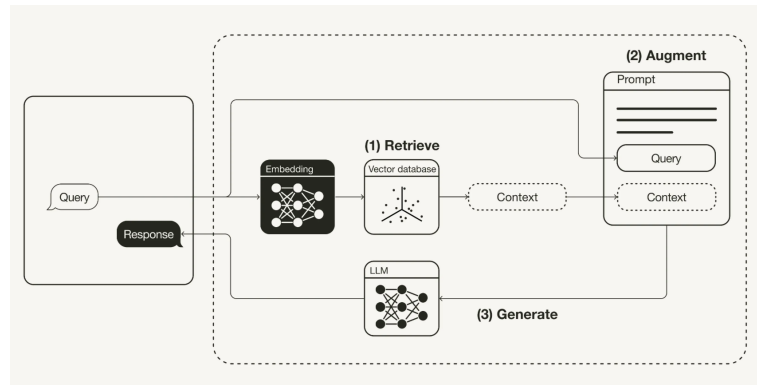 (2) Augment
Prompt
(1) Retrieve
Embedding
Vector database
Query
Query
Context
Context
Response
LLM
(3) Generate